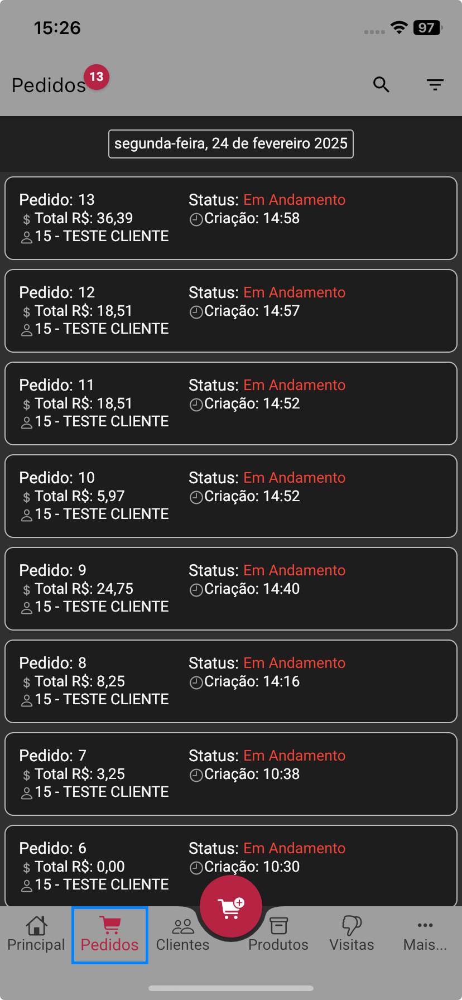 15:26
97
Pedidos
13
segunda-feira, 24 de fevereiro 2025
Pedido: 13
Status: Em Andamento
$ Total R$: 36,39
Criação: 14:58
15 - TESTE CLIENTE
Pedido: 12
Status: Em Andamento
$ Total R$: 18,51
Criação: 14:57
15 - TESTE CLIENTE
Pedido: 11
Status: Em Andamento
$ Total R$: 18,51
Criação: 14:52
15 - TESTE CLIENTE
Pedido: 10
Status: Em Andamento
$ Total R$: 5,97
Criação: 14:52
15 - TESTE CLIENTE
Pedido: 9
Status: Em Andamento
$ Total R$: 24,75
Criação: 14:40
15 - TESTE CLIENTE
Pedido: 8
Status: Em Andamento
$ Total R$: 8,25
Criação: 14:16
15 - TESTE CLIENTE
Pedido: 7
Status: Em Andamento
$ Total R$: 3,25
Criação: 10:38
15 - TESTE CLIENTE
Pedido: 6
Status: Em Andamento
$ Total R$: 0,00
Criação: 10:30
15 - TESTE CLIENTE
Principal
Pedidos
Clientes
Produtos
Visitas
Mais...